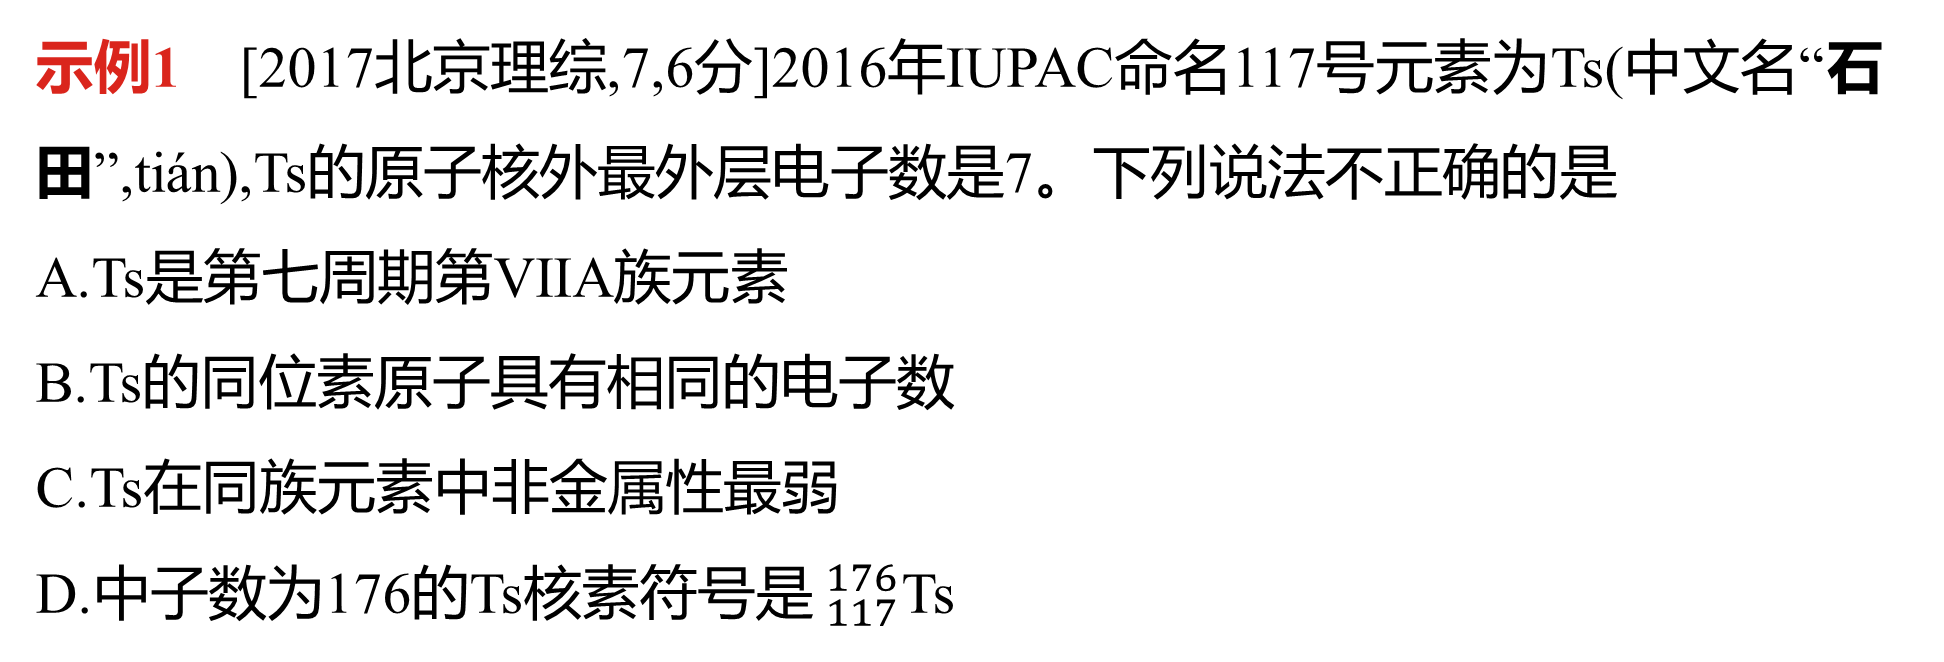 示例1 [2017北京理综,7,6分]2016年IUPAC命名117号元素为Ts(中文名“石
田”,tián),Ts的原子核外最外层电子数是7。下列说法不正确的是
A.Ts是第七周期第VIIA族元素
B.Ts的同位素原子具有相同的电子数
C.Ts在同族元素中非金属性最弱
D.中子数为176的Ts核素符号是 ¹⁷⁶₁₁₇Ts